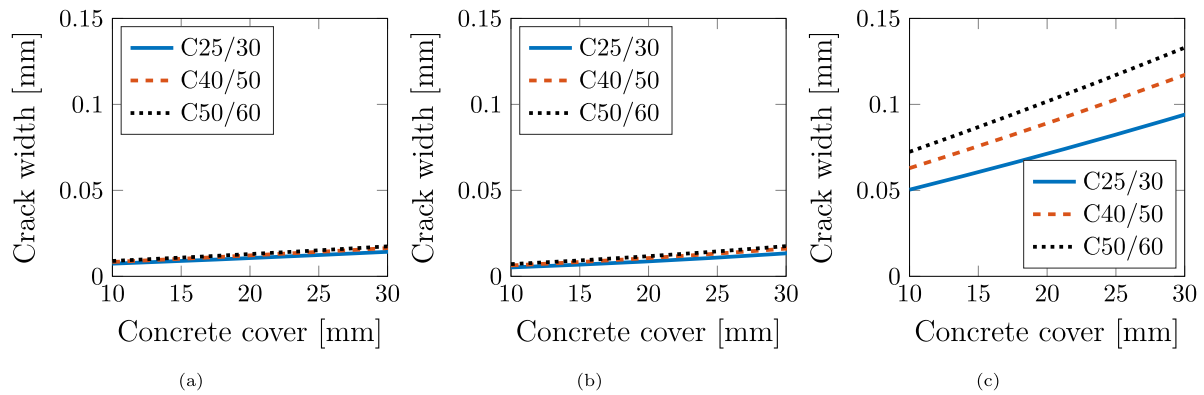 0.15
0.1
0.05
0
Crack width [mm]
C25/30
C40/50
C50/60
10 15 20 25 30
Concrete cover [mm]
(a)
0.15
0.1
0.05
0
Crack width [mm]
C25/30
C40/50
C50/60
10 15 20 25 30
Concrete cover [mm]
(b)
0.15
0.1
0.05
0
Crack width [mm]
C25/30
C40/50
C50/60
10 15 20 25 30
Concrete cover [mm]
(c)